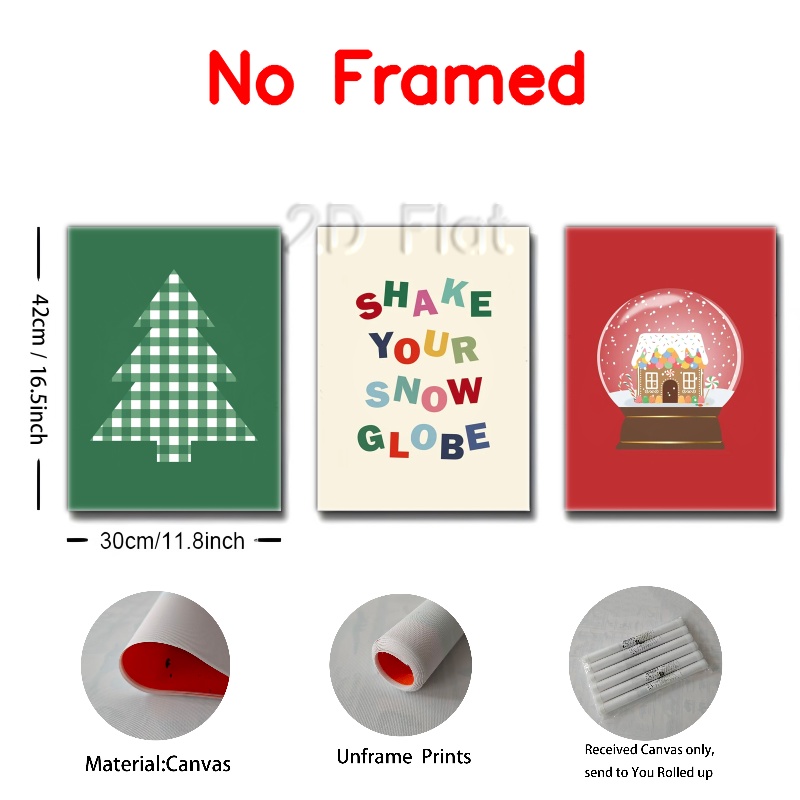 No Framed
2D Flat
42cm / 16.5inch
SHAKE
YOUR
SNOW
GLOBE
30cm/11.8inch
Material:Canvas
Unframe Prints
Received Canvas only,
send to You Rolled up